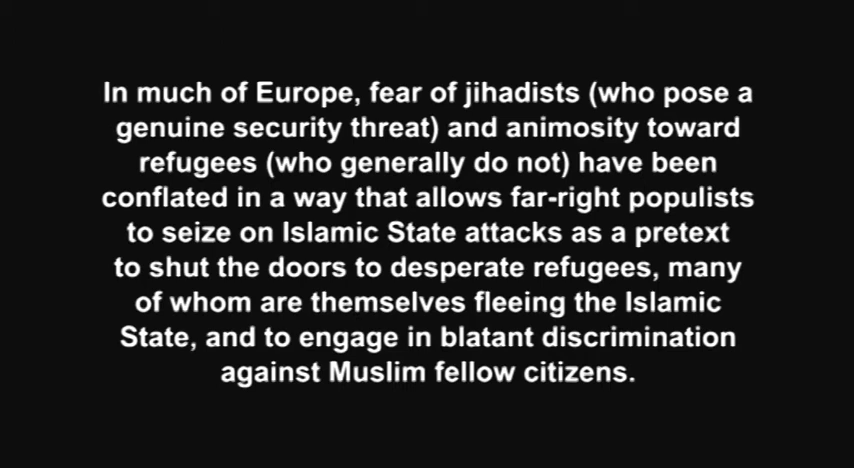 In much of Europe, fear of jihadists (who pose a
genuine security threat) and animosity toward
refugees (who generally do not) have been
conflated in a way that allows far-right populists
to seize on Islamic State attacks as a pretext
to shut the doors to desperate refugees, many
of whom are themselves fleeing the Islamic
State, and to engage in blatant discrimination
against Muslim fellow citizens.